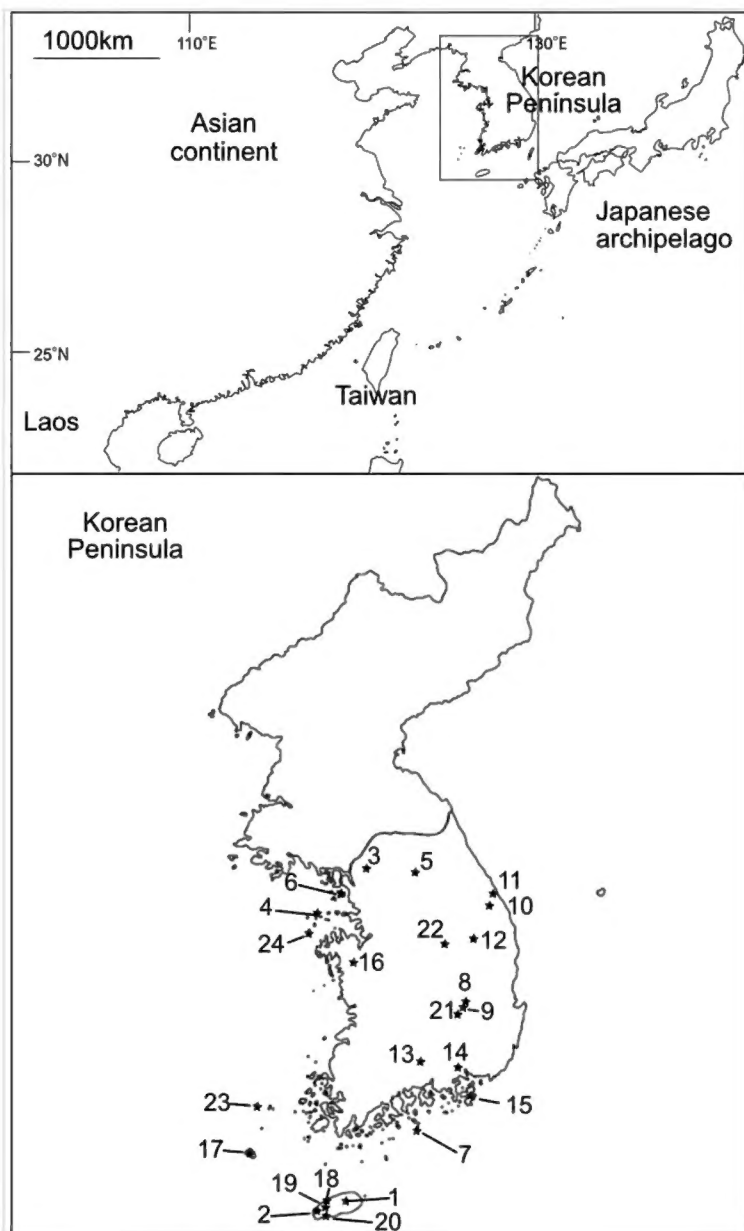 1000km
110°E
130°E
Korean
Peninsula
Asian
continent
30°N
Japanese
archipelago
25°N
Taiwan
Laos
Korean
Peninsula
3
5
6
11
4
10
24
22
12
16
8
21
9
13
14
23
15
7
17
19
18
1
2
20